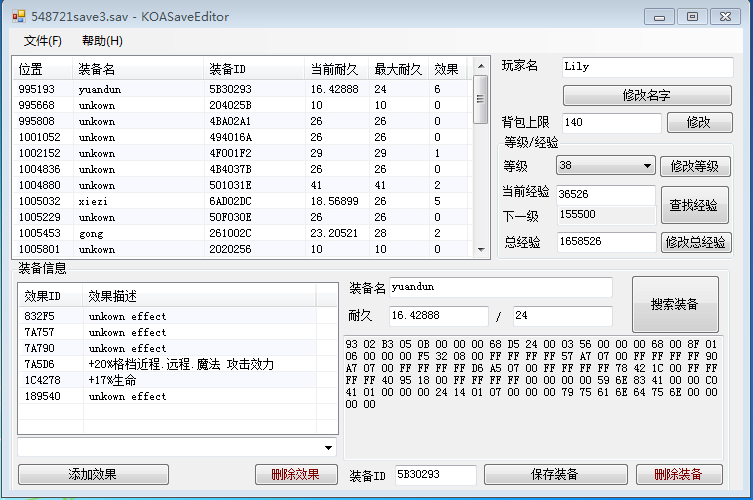 548721save3.sav - KOASaveEditor
文件(F) 帮助(H)
位置 装备名 装备ID 当前耐久 最大耐久 效果
995193 yuandun 5B30293 16.42888 24 6
995668 unkown 204025B 10 10 0
995808 unkown 4BA02A1 26 26 0
1001052 unkown 494016A 26 26 0
1002152 unkown 4F001F2 29 29 1
1004836 unkown 4B4037B 26 26 0
1004880 unkown 501031E 41 41 2
1005032 xiezi 6AD02DC 18.56899 26 5
1005229 unkown 50F030E 26 26 0
1005453 gong 261002C 23.20521 28 2
1005801 unkown 2020256 10 10 0
玩家名 Lily
修改名字
背包上限 140 修改
等级/经验
等级 38 修改等级
当前经验 36526 查找经验
下一级 155500
总经验 1658526 修改总经验
装备信息
效果ID 效果描述
832F5 unkown effect
7A757 unkown effect
7A790 unkown effect
7A5D6 +20%格档近程.远程.魔法 攻击效力
1C4278 +17%生命
189540 unkown effect
添加效果 删除效果
装备名 yuandun
耐久 16.42888 / 24
搜索装备
93 02 B3 05 0B 00 00 00 68 D5 24 00 03 56 00 00 00 68 00 8F 01
06 00 00 00 F5 32 08 00 FF FF FF FF 57 A7 07 00 FF FF FF FF 90
A7 07 00 FF FF FF FF D6 A5 07 00 FF FF FF FF 78 42 1C 00 FF FF
FF FF 40 95 18 00 FF FF FF FF 00 00 00 00 59 6E 83 41 00 00 C0
41 01 00 00 00 24 14 01 07 00 00 00 79 75 61 6E 64 75 6E 00 00
00 00
装备ID 5B30293 保存装备 删除装备